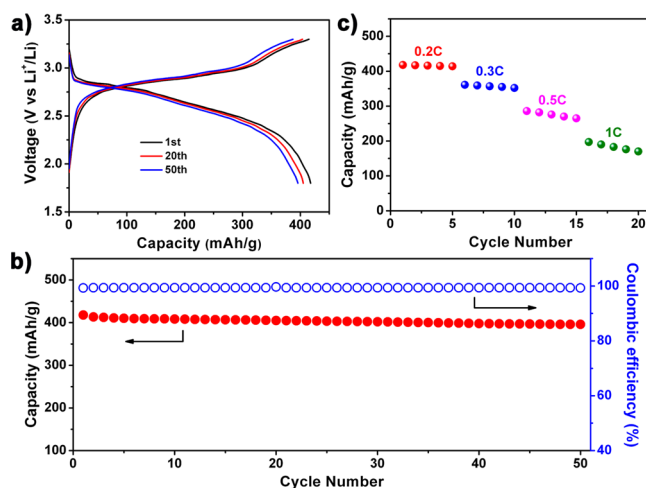 a)
3.5
3.0
2.5
2.0
1.5
Voltage (V vs Li⁺/Li)
1st
20th
50th
0
100
200
300
400
500
Capacity (mAh/g)
c)
500
400
300
200
100
0
Capacity (mAh/g)
0.2C
0.3C
0.5C
1C
0
5
10
15
20
Cycle Number
b)
500
400
300
200
100
Capacity (mAh/g)
100
80
60
40
Coulombic efficiency (%)
0
10
20
30
40
50
Cycle Number